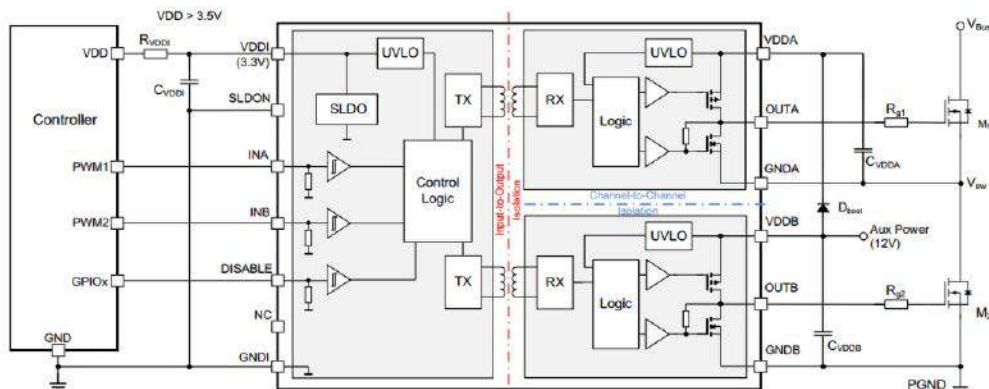 VDD > 3.5V
Controller
VDD
PWM1
PWM2
GPIOx
GND
RVDDI
CVDDI
VDDI
(3.3V)
SLDON
INA
INB
DISABLE
NC
GNDI
UVLO
SLDO
Control
Logic
TX
TX
Input-to-Output
Isolation
Channel-to-Channel
Isolation
RX
UVLO
Logic
RX
UVLO
Logic
VDDA
OUTA
GNDA
VDDB
OUTB
GNDB
Rg1
CVDDA
Dboot
Aux Power
(12V)
Rg2
CVDDB
VBus
Vsw
PGND